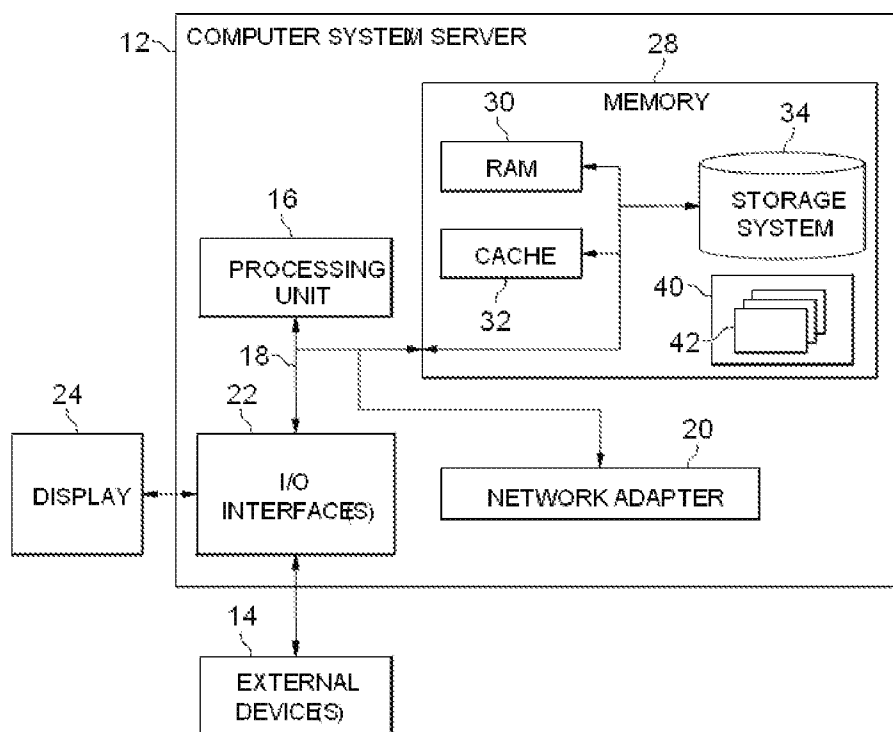 12
COMPUTER SYSTEM SERVER
28
MEMORY
30
RAM
34
STORAGE
SYSTEM
16
PROCESSING
UNIT
CACHE
32
40
42
18
24
22
DISPLAY
I/O
INTERFACE(S)
20
NETWORK ADAPTER
14
EXTERNAL
DEVICE(S)